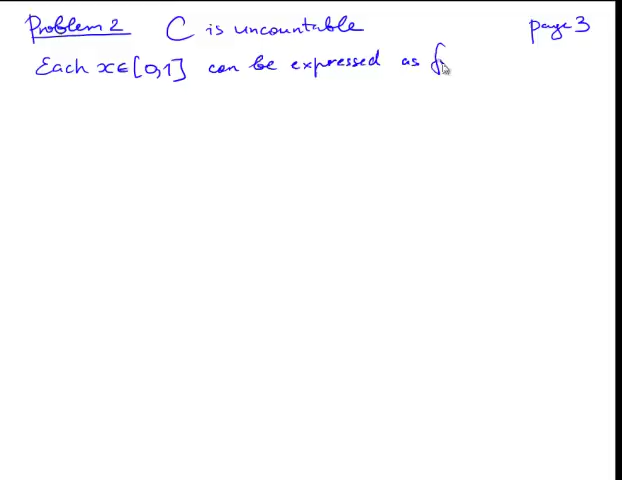 Problem 2 C is uncountable page 3
Each x∈[0,1] can be expressed as